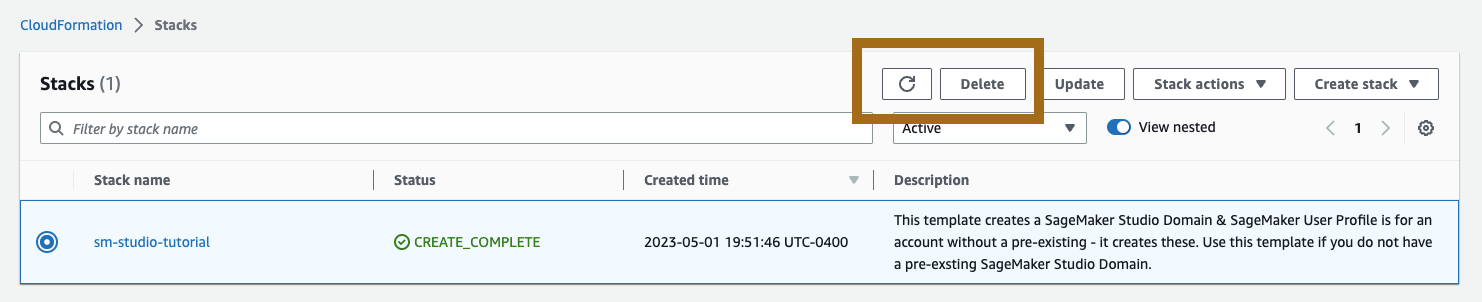 CloudFormation > Stacks
Stacks (1)
Delete
Update
Stack actions
Create stack
Filter by stack name
Active
View nested
1
Stack name
Status
Created time
Description
sm-studio-tutorial
CREATE_COMPLETE
2023-05-01 19:51:46 UTC-0400
This template creates a SageMaker Studio Domain & SageMaker User Profile is for an
account without a pre-existing - it creates these. Use this template if you do not have
a pre-exsting SageMaker Studio Domain.